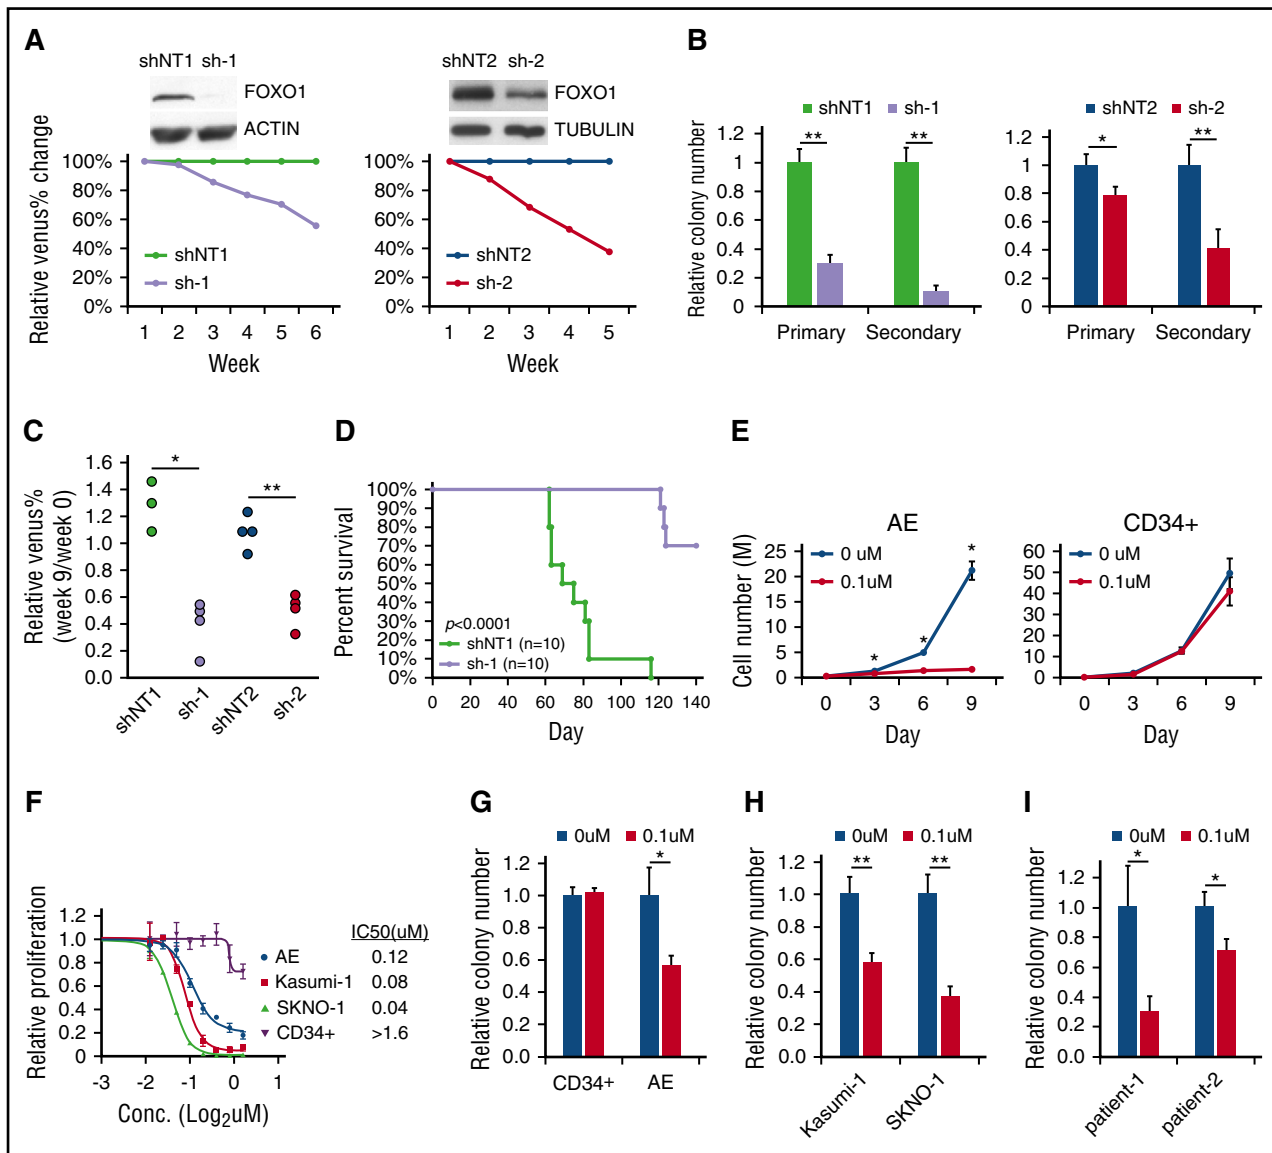 A
shNT1 sh-1
FOXO1
ACTIN
shNT2 sh-2
FOXO1
TUBULIN
Relative venus% change
100%
80%
60%
40%
20%
0%
shNT1
sh-1
1 2 3 4 5 6
Week
100%
80%
60%
40%
20%
0%
shNT2
sh-2
1 2 3 4 5
Week
B
Relative colony number
shNT1 sh-1
1.2
1
0.8
0.6
0.4
0.2
0
** **
Primary Secondary
shNT2 sh-2
1.2
1
0.8
0.6
0.4
0.2
0
* **
Primary Secondary
C
Relative venus%
(week 9/week 0)
1.6
1.4
1.2
1.0
0.8
0.6
0.4
0.2
0.0
* **
shNT1 sh-1 shNT2 sh-2
D
Percent survival
100%
90%
80%
70%
60%
50%
40%
30%
20%
10%
0%
p<0.0001
shNT1 (n=10)
sh-1 (n=10)
0 20 40 60 80 100 120 140
Day
E
Cell number (M)
AE
25
20
15
10
5
0
0 uM
0.1uM
* * *
0 3 6 9
Day
CD34+
60
50
40
30
20
10
0
0 uM
0.1uM
0 3 6 9
Day
F
Relative proliferation
1.2
1.0
0.8
0.6
0.4
0.2
0
-3 -2 -1 0 1
Conc. (Log2uM)
IC50(uM)
AE 0.12
Kasumi-1 0.08
SKNO-1 0.04
CD34+ >1.6
G
Relative colony number
0uM 0.1uM
1.2
1.0
0.8
0.6
0.4
0.2
0.0
*
CD34+ AE
H
Relative colony number
0uM 0.1uM
1.2
1.0
0.8
0.6
0.4
0.2
0.0
** **
Kasumi-1 SKNO-1
I
Relative colony number
0uM 0.1uM
1.2
1.0
0.8
0.6
0.4
0.2
0.0
* *
patient-1 patient-2